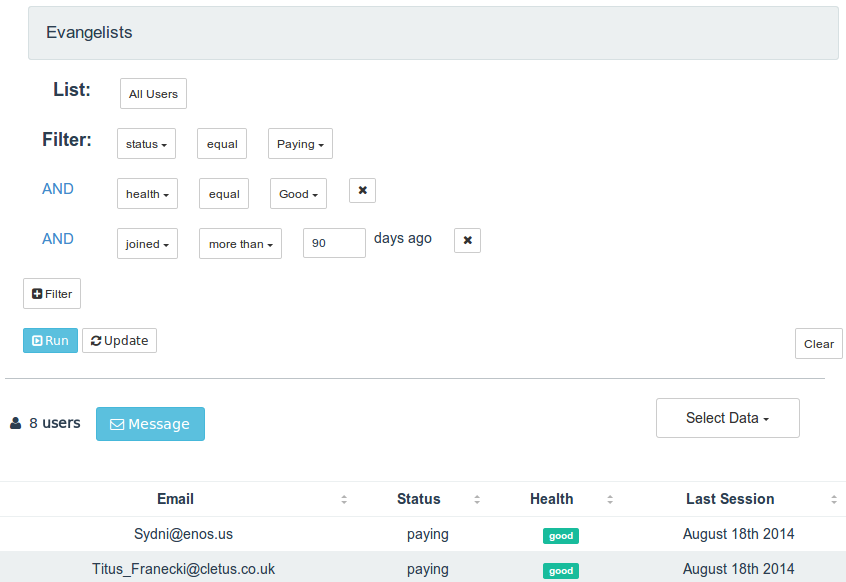 Evangelists
List: All Users
Filter: status equal Paying
AND health equal Good
AND joined more than 90 days ago
Filter
Run Update Clear
8 users Message Select Data
Email Status Health Last Session
Sydni@enos.us paying good August 18th 2014
Titus_Franecki@cletus.co.uk paying good August 18th 2014